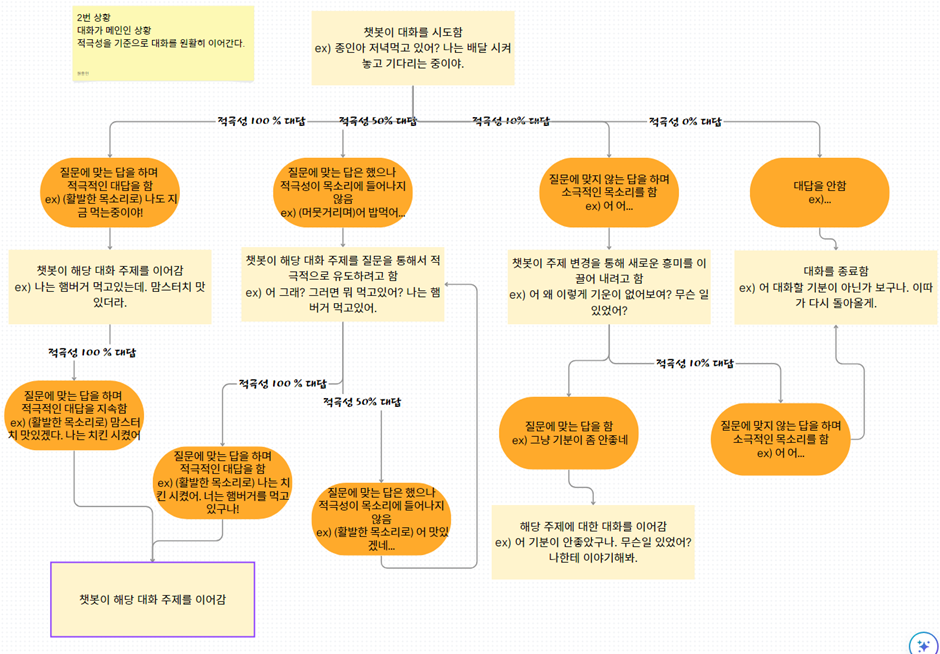 2번 상황
대화가 메인인 상황
적극성을 기준으로 대화를 원활히 이어간다.
챗봇이 대화를 시도함
ex) 종인아 저녁먹고 있어? 나는 배달 시켜
놓고 기다리는 중이야.
적극성 100 % 대답
적극성 50% 대답
적극성 10% 대답
적극성 0% 대답
질문에 맞는 답을 하며
적극적인 대답을 함
ex) (활발한 목소리로) 나도 지
금 먹는중이야!
질문에 맞는 답은 했으나
적극성이 목소리에 들어나지
않음
ex) (머뭇거리며)어 밥먹어...
질문에 맞지 않는 답을 하며
소극적인 목소리를 함
ex) 어 어...
대답을 안함
ex)...
챗봇이 해당 대화 주제를 이어감
ex) 나는 햄버거 먹고있는데. 맘스터치 맛
있더라.
챗봇이 해당 대화 주제를 질문을 통해서 적
극적으로 유도하려고 함
ex) 어 그래? 그러면 뭐 먹고있어? 나는 햄
버거 먹고있어.
챗봇이 주제 변경을 통해 새로운 흥미를 이
끌어 내려고 함
ex) 어 왜 이렇게 기운이 없어보여? 무슨 일
있었어?
대화를 종료함
ex) 어 대화할 기분이 아닌가 보구나. 이따
가 다시 돌아올게.
적극성 100 % 대답
적극성 100 % 대답
적극성 50% 대답
적극성 10% 대답
질문에 맞는 답을 하며
적극적인 대답을 지속함
ex) (활발한 목소리로) 맘스터
치 맛있겠다. 나는 치킨 시켰어
질문에 맞는 답을 하며
적극적인 대답을 함
ex) (활발한 목소리로) 나는 치
킨 시켰어. 너는 햄버거를 먹고
있구나!
질문에 맞는 답은 했으나
적극성이 목소리에 들어나지
않음
ex) (활발한 목소리로) 어 맛있
겠네...
질문에 맞는 답을 함
ex) 그냥 기분이 좀 안좋네
질문에 맞지 않는 답을 하며
소극적인 목소리를 함
ex) 어 어...
해당 주제에 대한 대화를 이어감
ex) 어 기분이 안좋았구나. 무슨일 있었어?
나한테 이야기해봐.
챗봇이 해당 대화 주제를 이어감